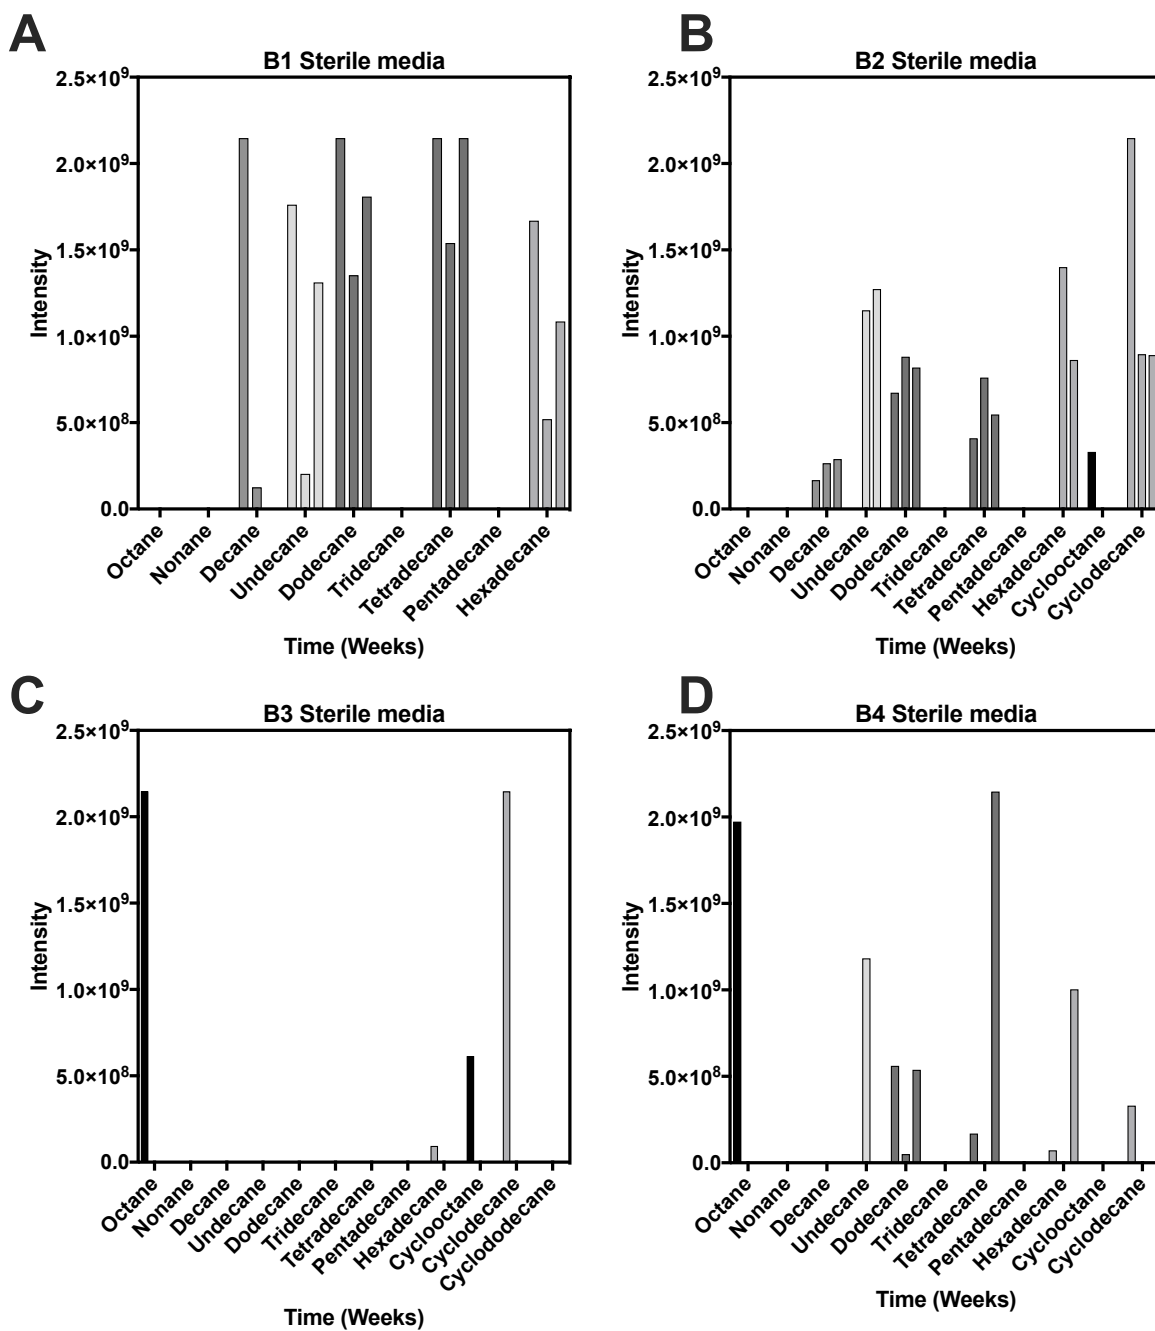 A
B1 Sterile media
2.5×10⁹
2.0×10⁹
1.5×10⁹
1.0×10⁹
5.0×10⁸
0.0
Intensity
Octane
Nonane
Decane
Undecane
Dodecane
Tridecane
Tetradecane
Pentadecane
Hexadecane
Time (Weeks)
B
B2 Sterile media
2.5×10⁹
2.0×10⁹
1.5×10⁹
1.0×10⁹
5.0×10⁸
0.0
Intensity
Octane
Nonane
Decane
Undecane
Dodecane
Tridecane
Tetradecane
Pentadecane
Hexadecane
Cyclooctane
Cyclodecane
Time (Weeks)
C
B3 Sterile media
2.5×10⁹
2.0×10⁹
1.5×10⁹
1.0×10⁹
5.0×10⁸
0.0
Intensity
Octane
Nonane
Decane
Undecane
Dodecane
Tridecane
Tetradecane
Pentadecane
Hexadecane
Cyclooctane
Cyclodecane
Cyclododecane
Time (Weeks)
D
B4 Sterile media
2.5×10⁹
2.0×10⁹
1.5×10⁹
1.0×10⁹
5.0×10⁸
0.0
Intensity
Octane
Nonane
Decane
Undecane
Dodecane
Tridecane
Tetradecane
Pentadecane
Hexadecane
Cyclooctane
Cyclodecane
Time (Weeks)